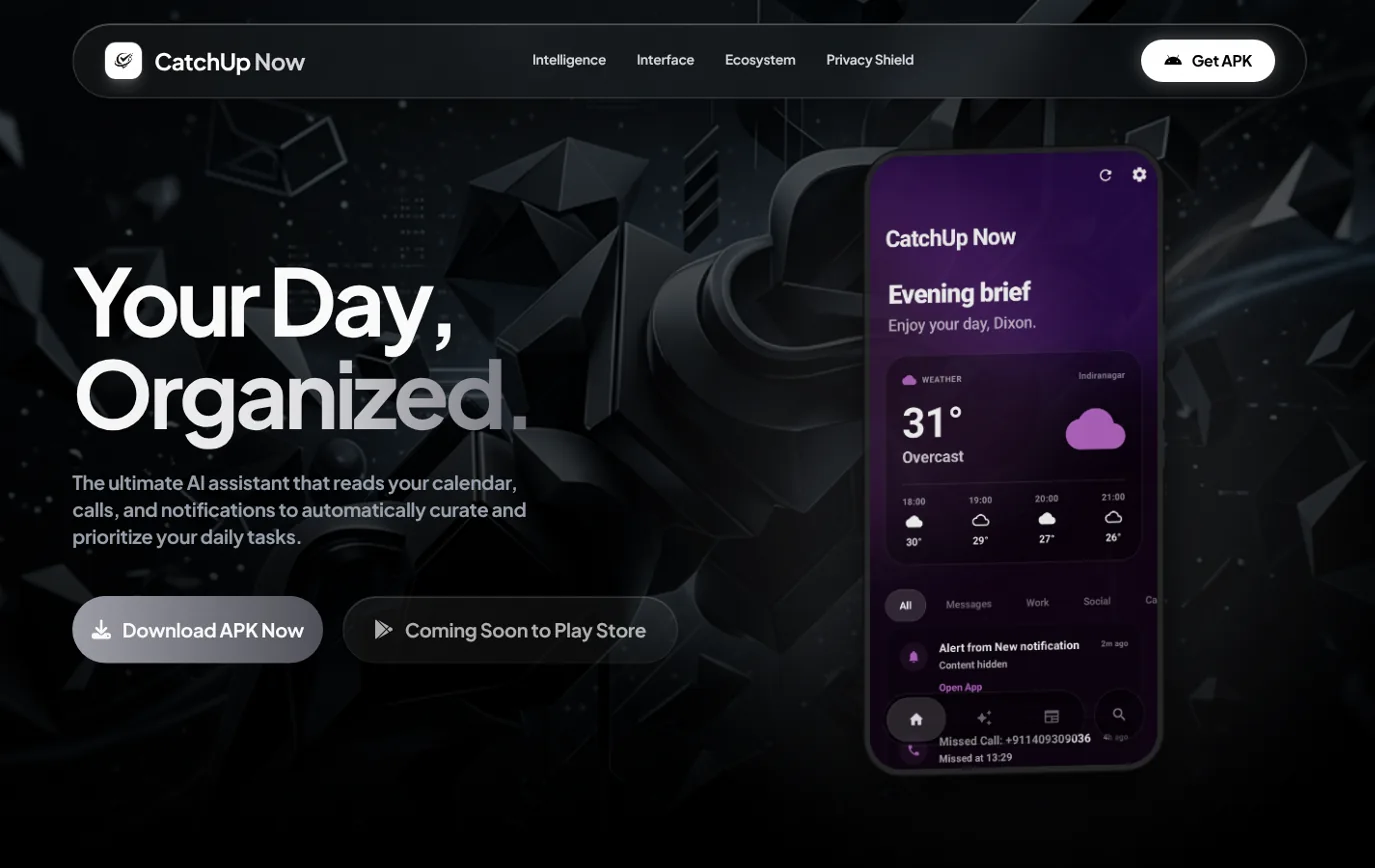 CatchUp Now
Intelligence
Interface
Ecosystem
Privacy Shield
Get APK
Your Day,
Organized.
The ultimate AI assistant that reads your calendar,
calls, and notifications to automatically curate and
prioritize your daily tasks.
Download APK Now
Coming Soon to Play Store
CatchUp Now
Evening brief
Enjoy your day, Dixon.
WEATHER
Indiranagar
31°
Overcast
18:00 19:00 20:00 21:00
30° 29° 27° 26°
All Messages Work Social Ca
Alert from New notification 2m ago
Content hidden
Open App
Missed Call: +911409309036 4h ago
Missed at 13:29